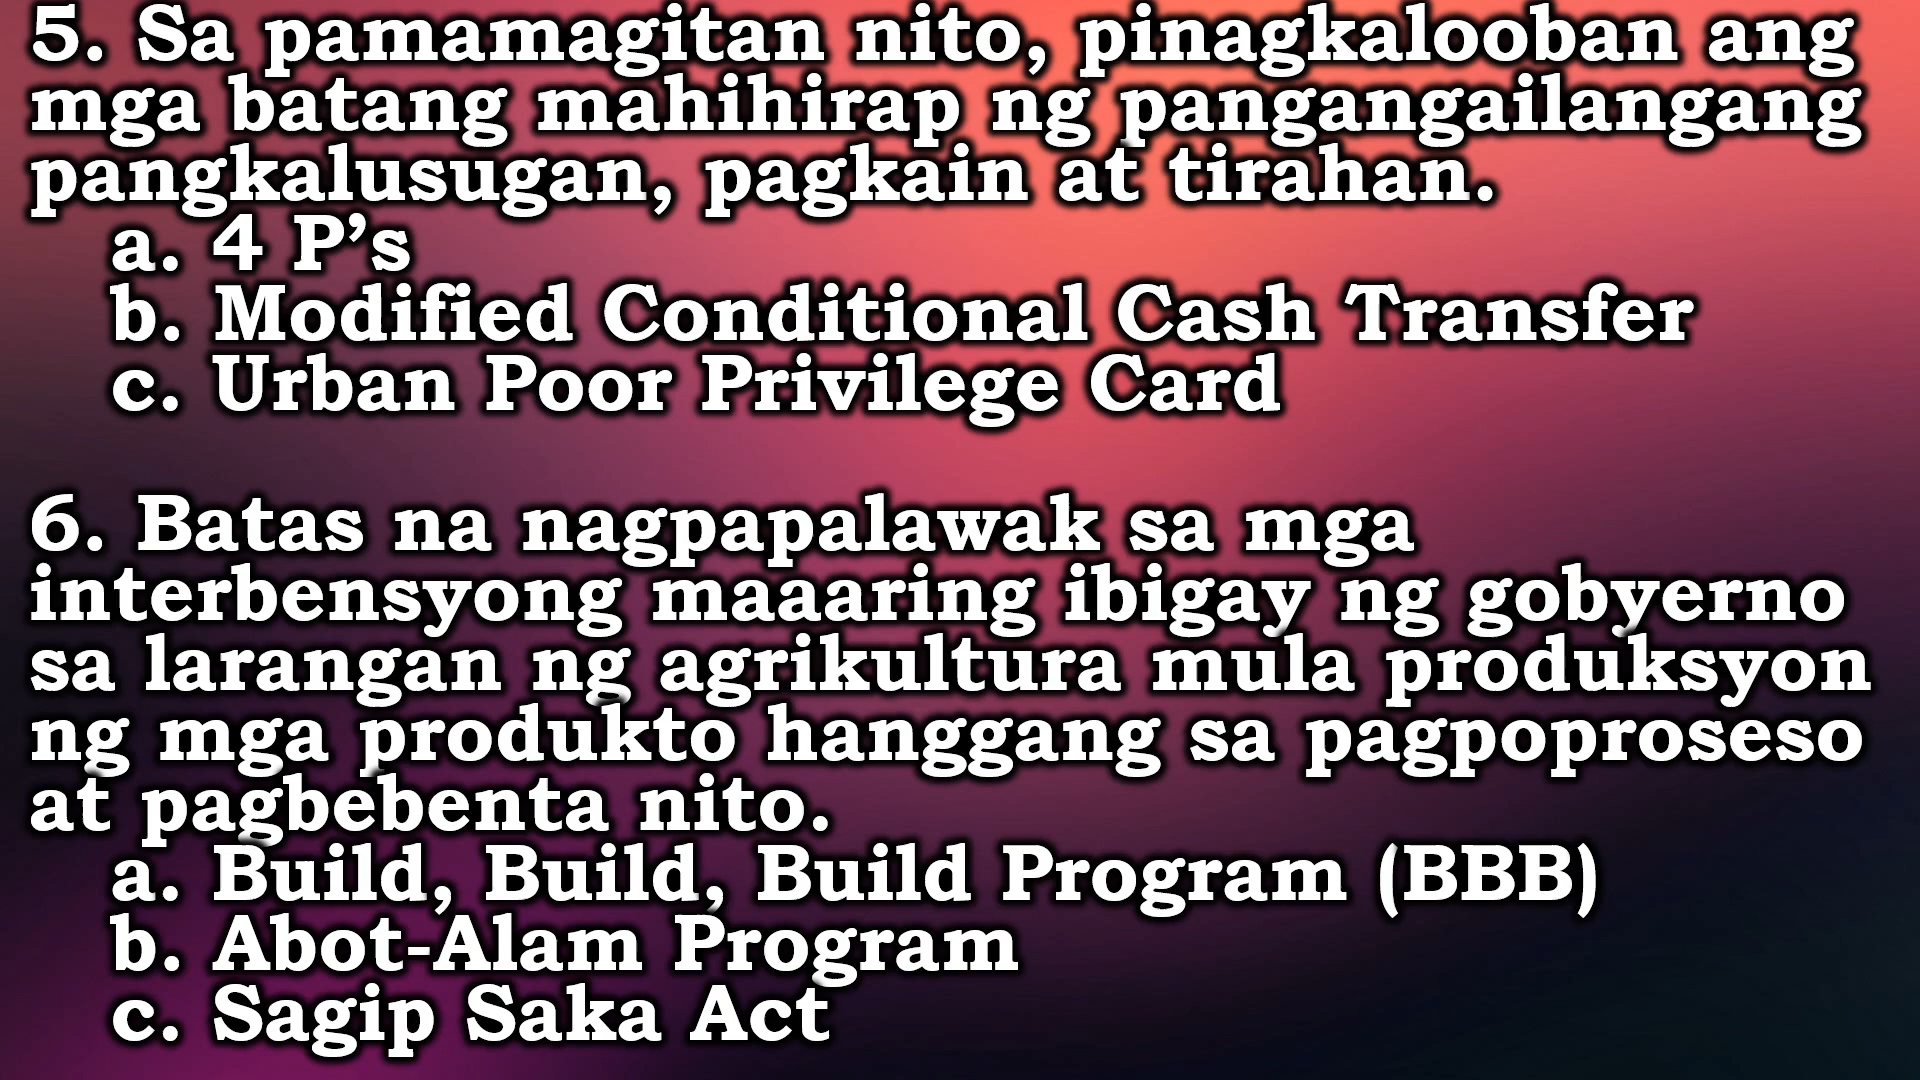 5. Sa pamamagitan nito, pinagkalooban ang
mga batang mahihirap ng pangangailangang
pangkalusugan, pagkain at tirahan.
a. 4 P’s
b. Modified Conditional Cash Transfer
c. Urban Poor Privilege Card
6. Batas na nagpapalawak sa mga
interbensyong maaaring ibigay ng gobyerno
sa larangan ng agrikultura mula produksyon
ng mga produkto hanggang sa pagpoproseso
at pagbebenta nito.
a. Build, Build, Build Program (BBB)
b. Abot-Alam Program
c. Sagip Saka Act